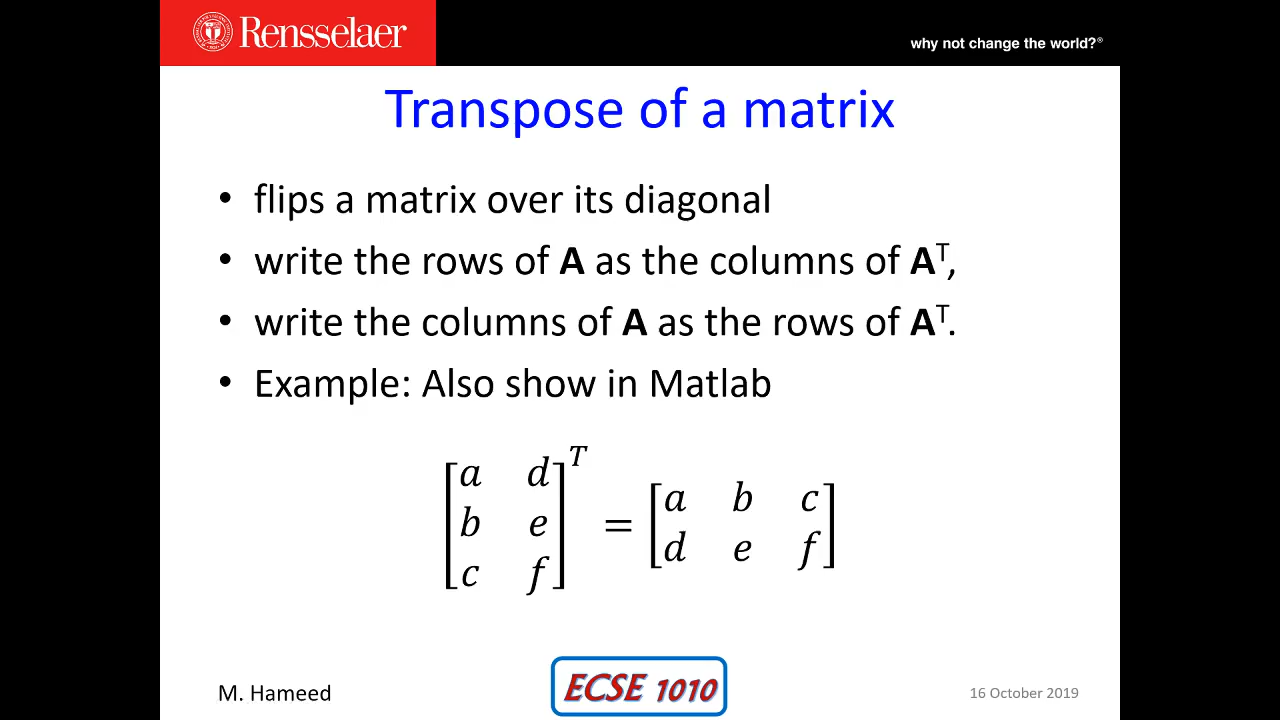 Rensselaer
why not change the world?®
Transpose of a matrix
• flips a matrix over its diagonal
• write the rows of A as the columns of Aᵀ,
• write the columns of A as the rows of Aᵀ.
• Example: Also show in Matlab
[a d; b e; c f]ᵀ = [a b c; d e f]
M. Hameed
ECSE 1010
16 October 2019